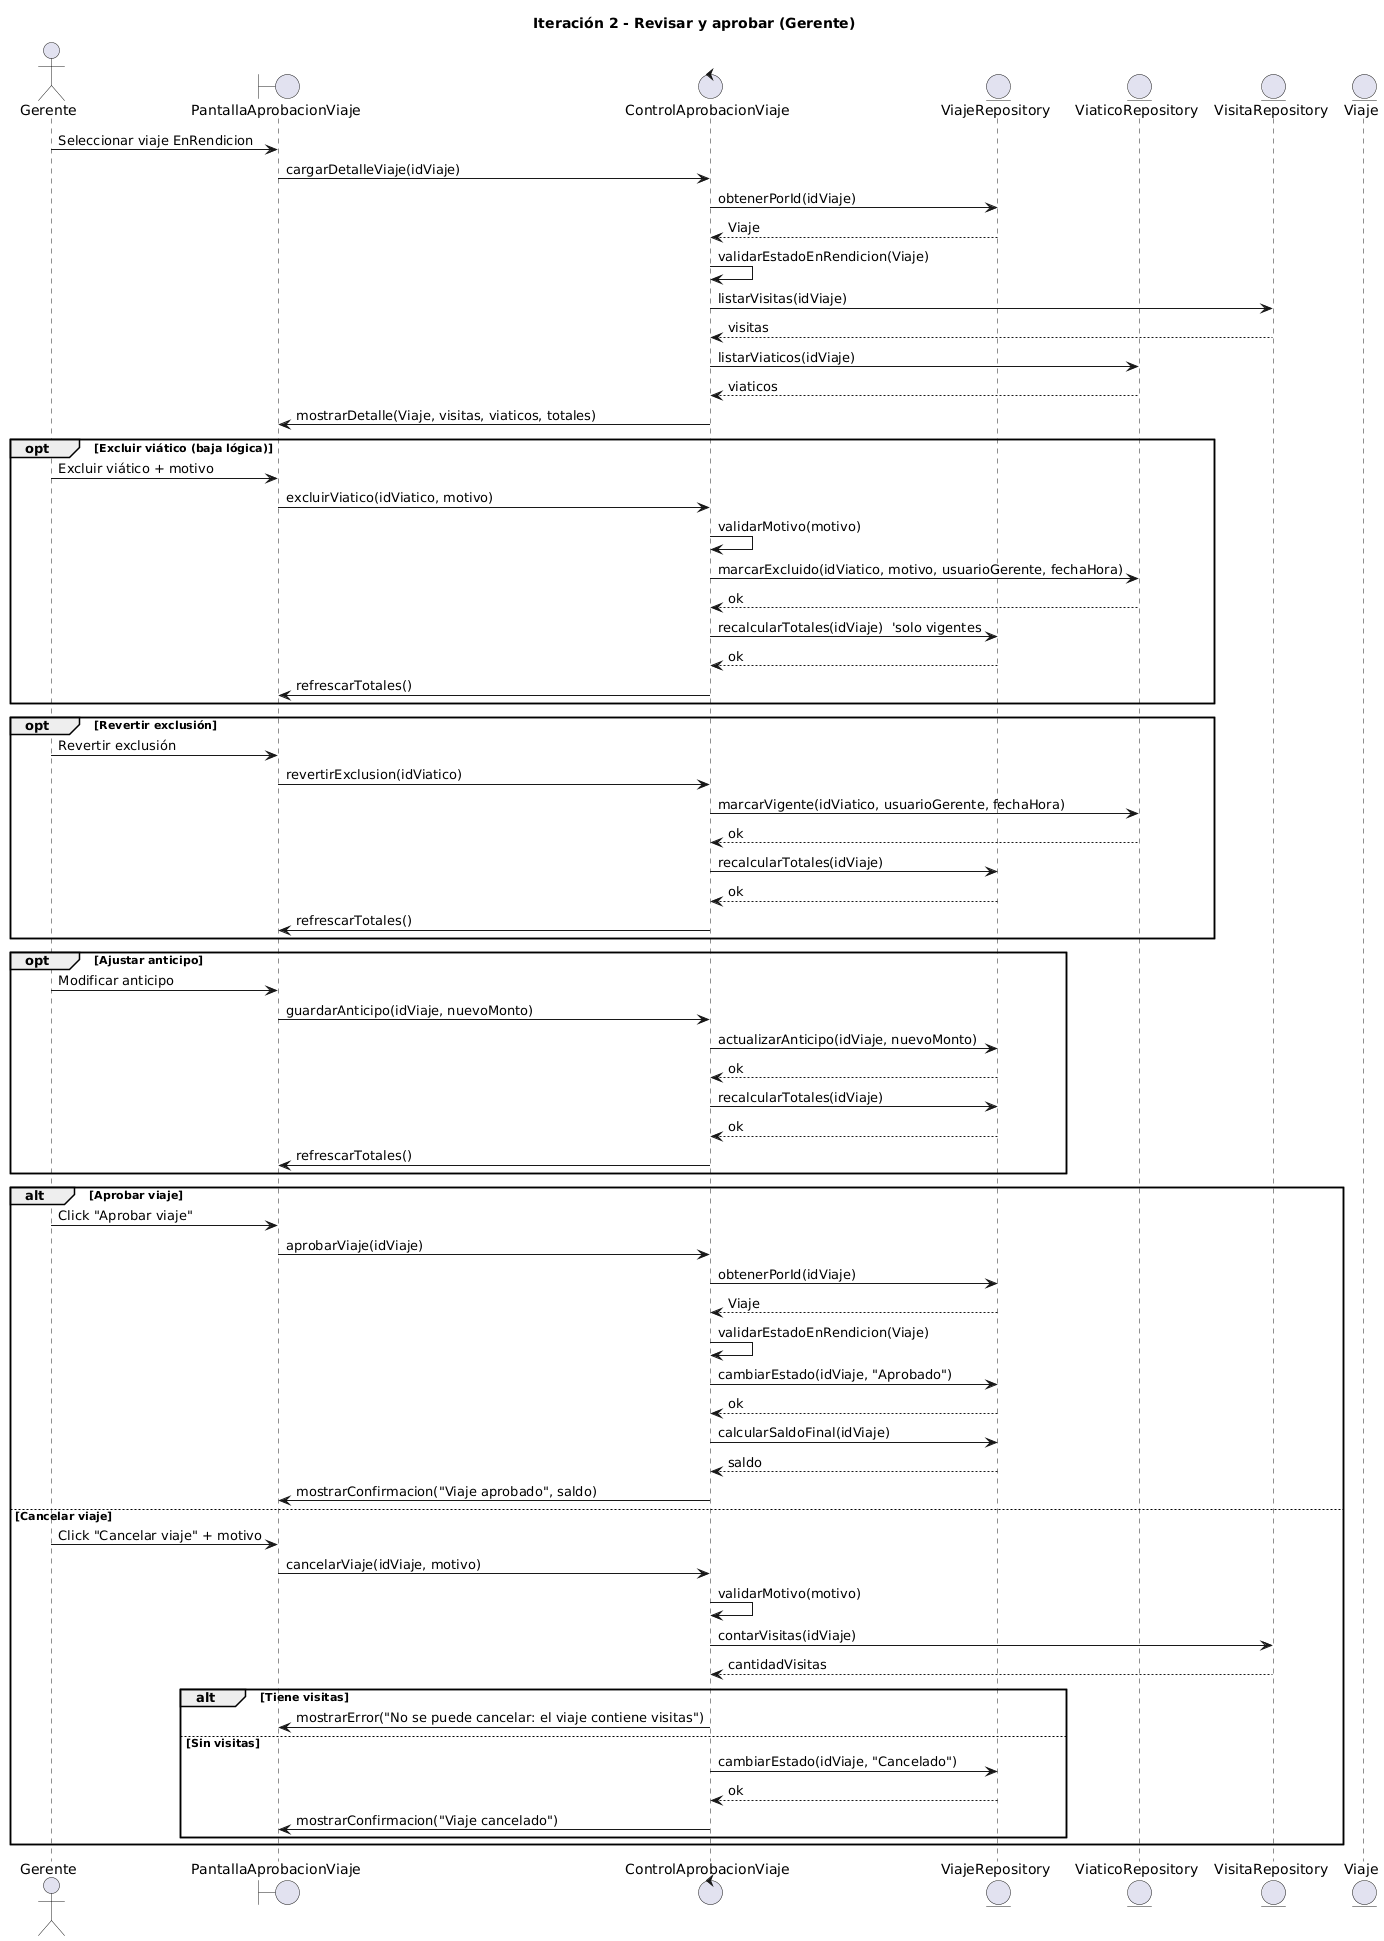 Iteración 2 - Revisar y aprobar (Gerente)
Gerente
PantallaAprobacionViaje
ControlAprobacionViaje
ViajeRepository
ViaticoRepository
VisitaRepository
Viaje
Seleccionar viaje EnRendicion
cargarDetalleViaje(idViaje)
obtenerPorId(idViaje)
Viaje
validarEstadoEnRendicion(Viaje)
listarVisitas(idViaje)
visitas
listarViaticos(idViaje)
viaticos
mostrarDetalle(Viaje, visitas, viaticos, totales)
opt [Excluir viático (baja lógica)]
Excluir viático + motivo
excluirViatico(idViatico, motivo)
validarMotivo(motivo)
marcarExcluido(idViatico, motivo, usuarioGerente, fechaHora)
ok
recalcularTotales(idViaje)  'solo vigentes
ok
refrescarTotales()
opt [Revertir exclusión]
Revertir exclusión
revertirExclusion(idViatico)
marcarVigente(idViatico, usuarioGerente, fechaHora)
ok
recalcularTotales(idViaje)
ok
refrescarTotales()
opt [Ajustar anticipo]
Modificar anticipo
guardarAnticipo(idViaje, nuevoMonto)
actualizarAnticipo(idViaje, nuevoMonto)
ok
recalcularTotales(idViaje)
ok
refrescarTotales()
alt [Aprobar viaje]
Click "Aprobar viaje"
aprobarViaje(idViaje)
obtenerPorId(idViaje)
Viaje
validarEstadoEnRendicion(Viaje)
cambiarEstado(idViaje, "Aprobado")
ok
calcularSaldoFinal(idViaje)
saldo
mostrarConfirmacion("Viaje aprobado", saldo)
[Cancelar viaje]
Click "Cancelar viaje" + motivo
cancelarViaje(idViaje, motivo)
validarMotivo(motivo)
contarVisitas(idViaje)
cantidadVisitas
alt [Tiene visitas]
mostrarError("No se puede cancelar: el viaje contiene visitas")
[Sin visitas]
cambiarEstado(idViaje, "Cancelado")
ok
mostrarConfirmacion("Viaje cancelado")
Gerente
PantallaAprobacionViaje
ControlAprobacionViaje
ViajeRepository
ViaticoRepository
VisitaRepository
Viaje